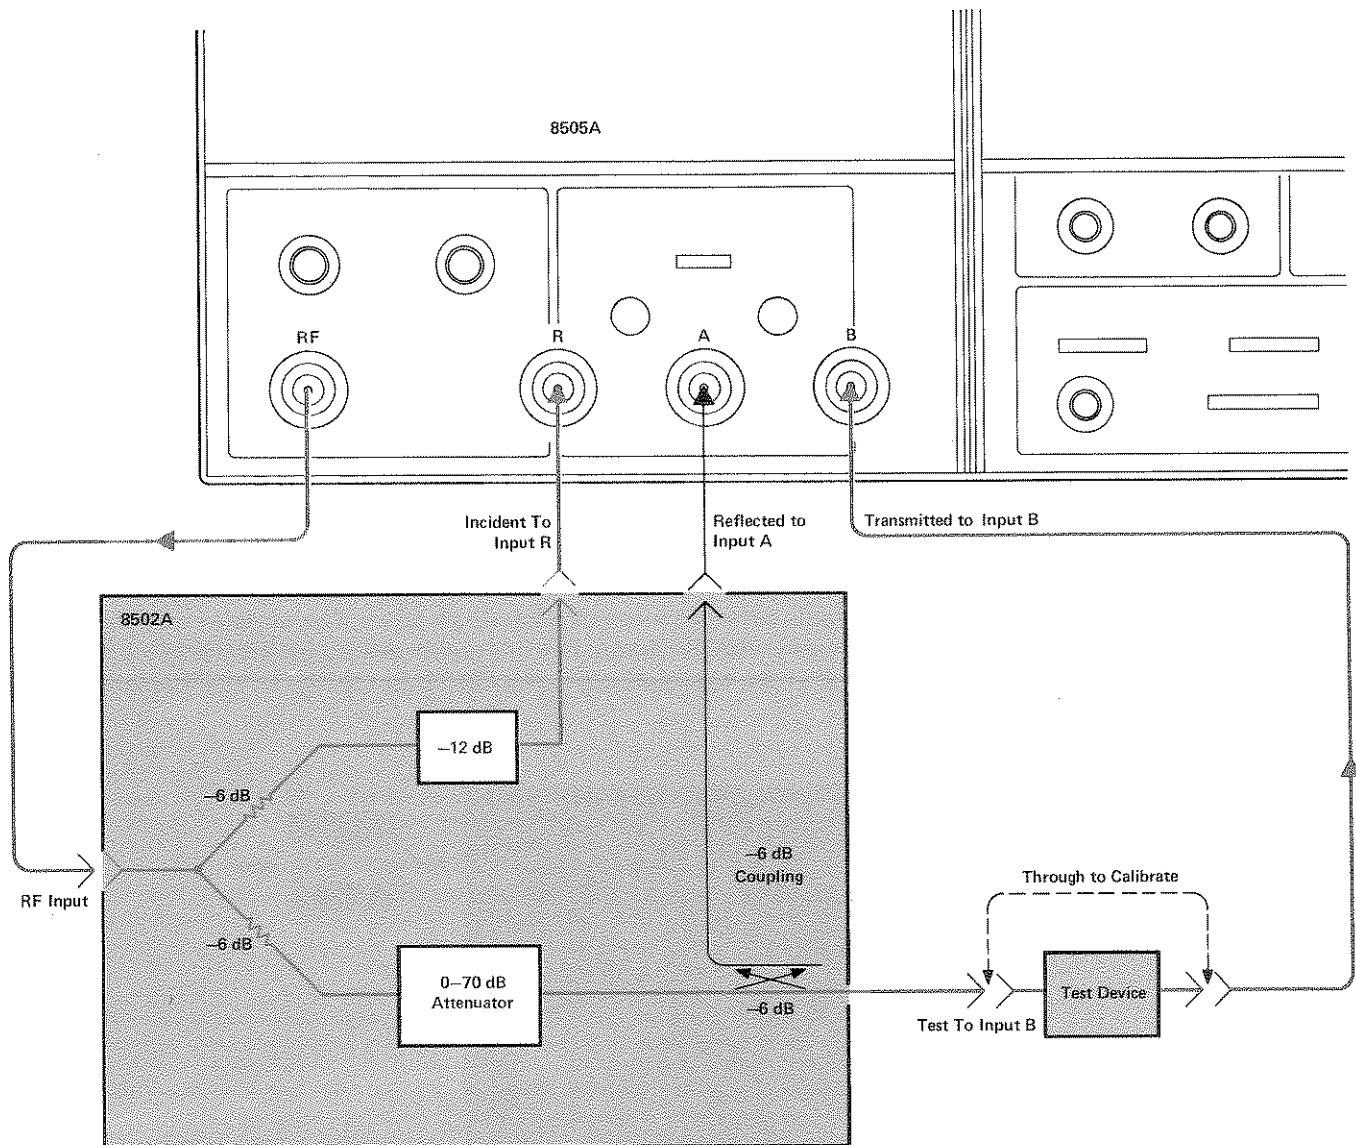 8505A
RF
R
A
B
Incident To
Input R
Reflected to
Input A
Transmitted to Input B
8502A
–12 dB
–6 dB
–6 dB
Coupling
RF Input
Through to Calibrate
–6 dB
0–70 dB
Attenuator
–6 dB
Test Device
Test To Input B